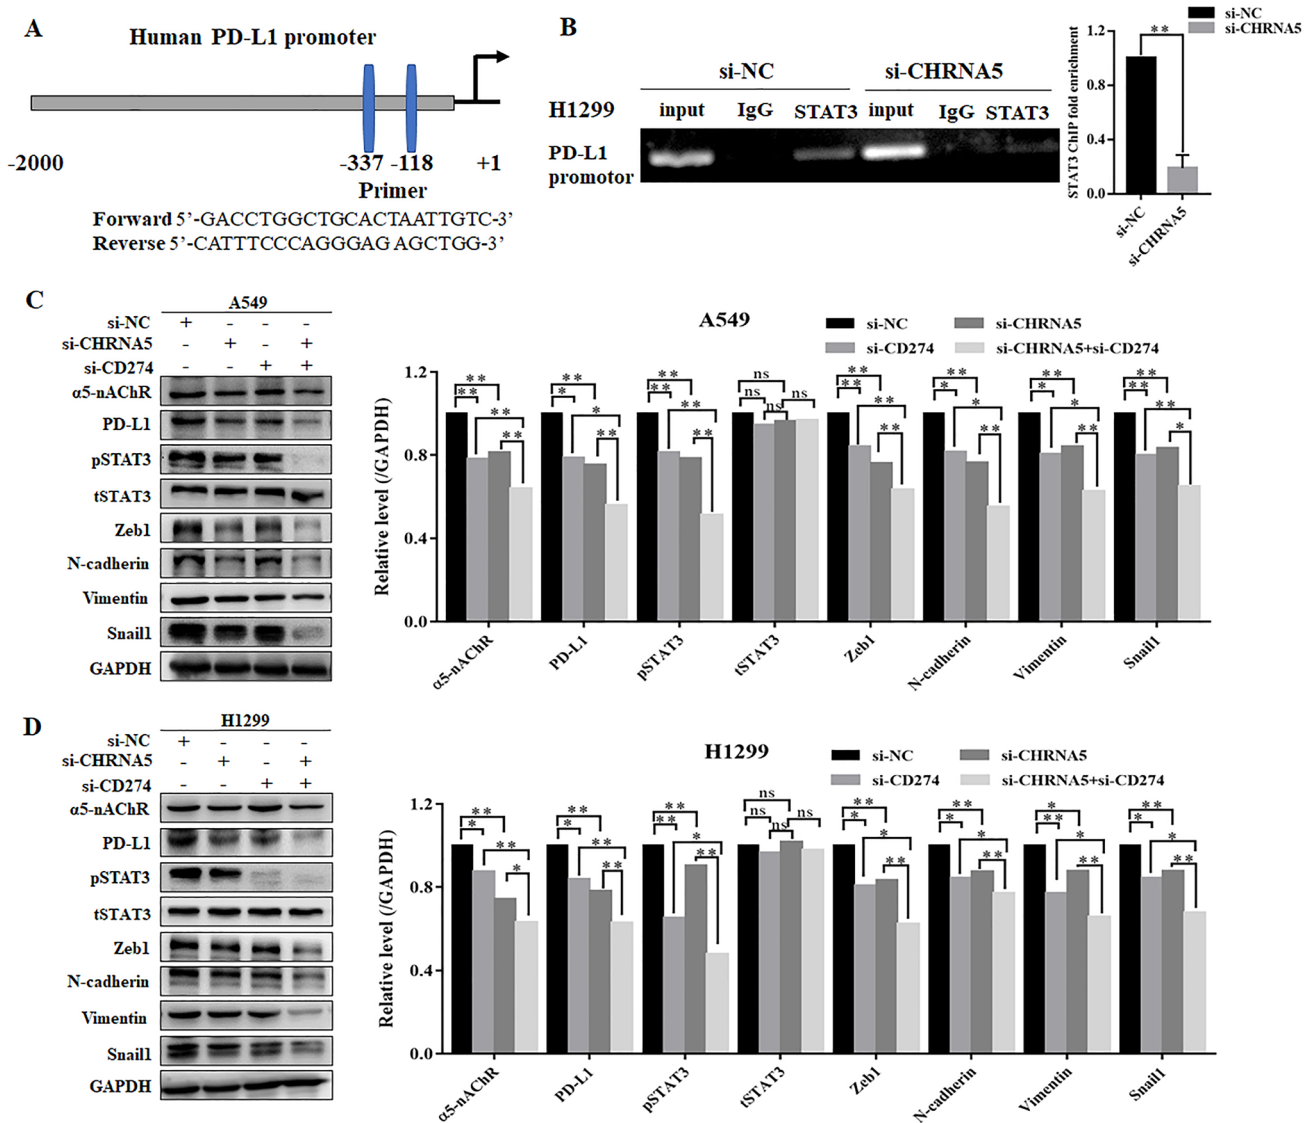 A
Human PD-L1 promoter
-2000
-337
-118
+1
Primer
Forward 5’-GACCTGGCTGCACTAATTGTC-3’
Reverse 5’-CATTTCCCAGGGAG AGCTGG-3’
B
si-NC
si-CHRNA5
H1299
input
IgG
STAT3
input
IgG
STAT3
PD-L1
promotor
si-NC
si-CHRNA5
STAT3 ChIP fold enrichment
1.2
0.8
0.4
0.0
**
si-NC
si-CHRNA5
C
A549
si-NC + - - -
si-CHRNA5 - + - +
si-CD274 - - + +
α5-nAChR
PD-L1
pSTAT3
tSTAT3
Zeb1
N-cadherin
Vimentin
Snail1
GAPDH
A549
si-NC
si-CHRNA5
si-CD274
si-CHRNA5+si-CD274
Relative level (/GAPDH)
1.2
0.8
0.4
0.0
** ** ** **
** * * **
** ** ** **
ns ns ns
** ** ** **
** * * **
** * * **
** ** ** *
α5-nAChR
PD-L1
pSTAT3
tSTAT3
Zeb1
N-cadherin
Vimentin
Snail1
D
H1299
si-NC + - - -
si-CHRNA5 - + - +
si-CD274 - - + +
α5-nAChR
PD-L1
pSTAT3
tSTAT3
Zeb1
N-cadherin
Vimentin
Snail1
GAPDH
H1299
si-NC
si-CHRNA5
si-CD274
si-CHRNA5+si-CD274
Relative level (/GAPDH)
1.2
0.8
0.4
0.0
** * ** *
** * ** **
** ** * **
ns ns ns ns
** * * **
** * * **
* ** * **
** * * **
α5-nAChR
PD-L1
pSTAT3
tSTAT3
Zeb1
N-cadherin
Vimentin
Snail1